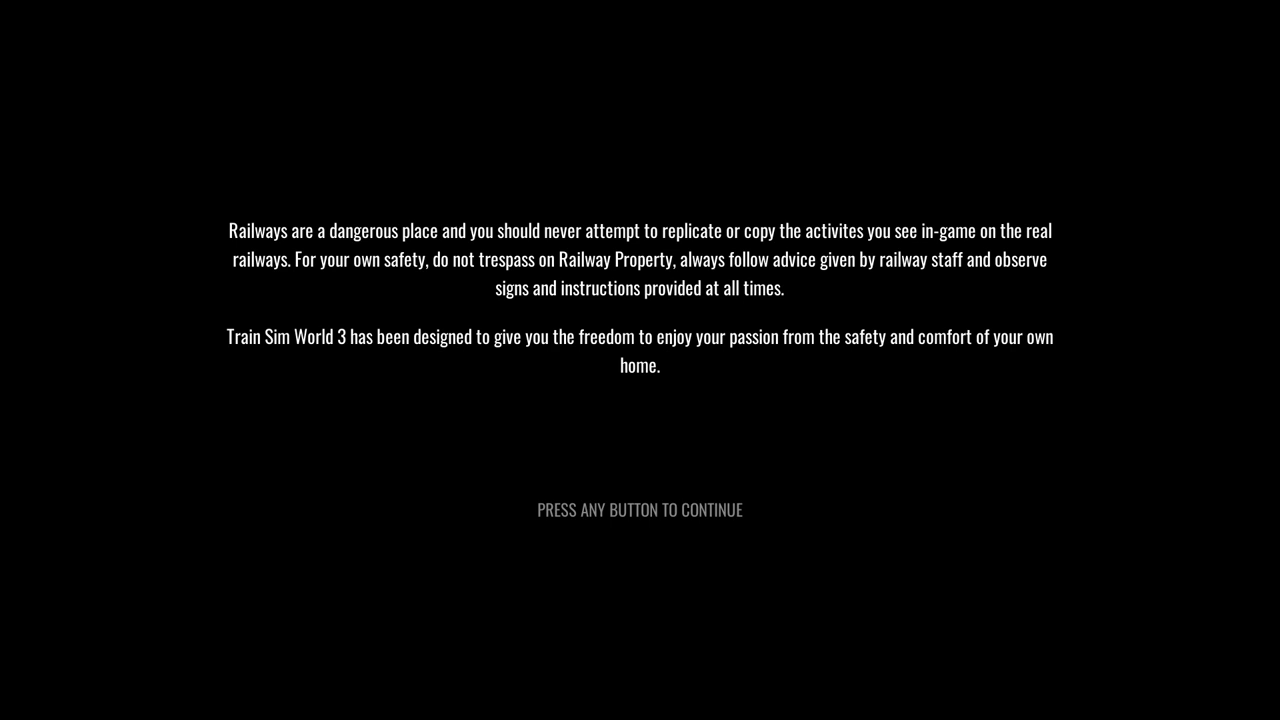 Railways are a dangerous place and you should never attempt to replicate or copy the activites you see in-game on the real
railways. For your own safety, do not trespass on Railway Property, always follow advice given by railway staff and observe
signs and instructions provided at all times.
Train Sim World 3 has been designed to give you the freedom to enjoy your passion from the safety and comfort of your own
home.
PRESS ANY BUTTON TO CONTINUE